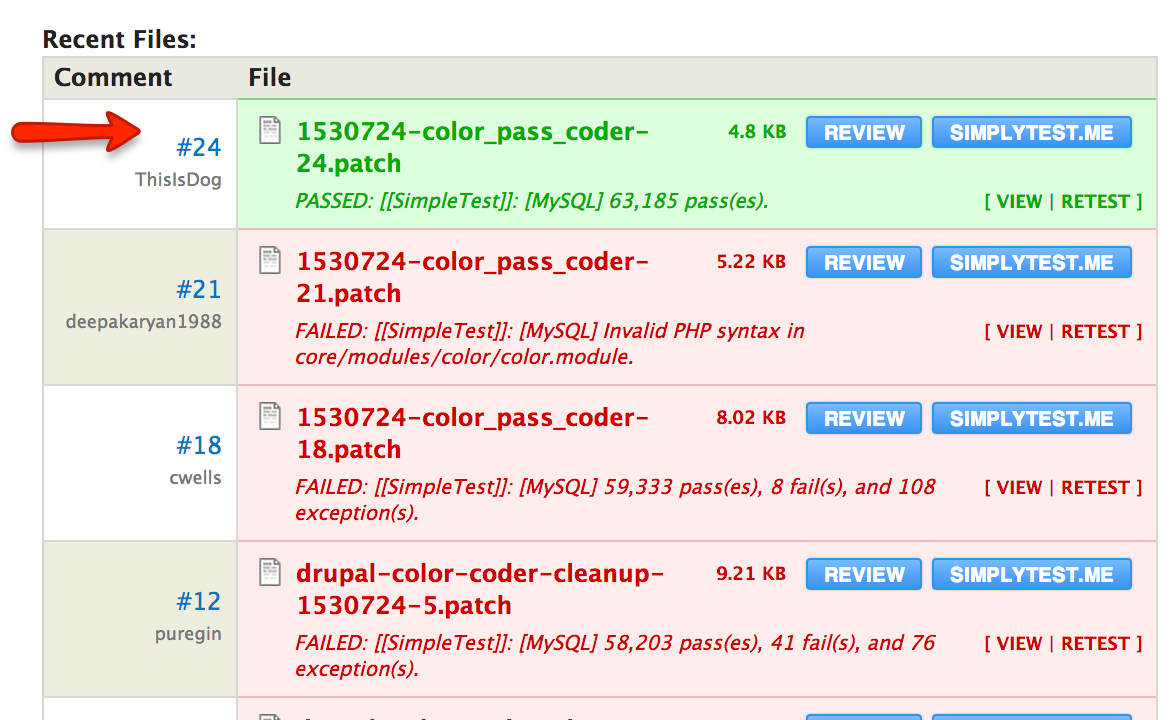 Recent Files:
Comment File
#24
ThisIsDog
1530724-color_pass_coder-
24.patch
4.8 KB REVIEW SIMPLYTEST.ME
PASSED: [[SimpleTest]]: [MySQL] 63,185 pass(es).
[ VIEW | RETEST ]
#21
deepakaryan1988
1530724-color_pass_coder-
21.patch
5.22 KB REVIEW SIMPLYTEST.ME
FAILED: [[SimpleTest]]: [MySQL] Invalid PHP syntax in
core/modules/color/color.module.
[ VIEW | RETEST ]
#18
cwells
1530724-color_pass_coder-
18.patch
8.02 KB REVIEW SIMPLYTEST.ME
FAILED: [[SimpleTest]]: [MySQL] 59,333 pass(es), 8 fail(s), and 108
exception(s).
[ VIEW | RETEST ]
#12
puregin
drupal-color-coder-cleanup-
1530724-5.patch
9.21 KB REVIEW SIMPLYTEST.ME
FAILED: [[SimpleTest]]: [MySQL] 58,203 pass(es), 41 fail(s), and 76
exception(s).
[ VIEW | RETEST ]